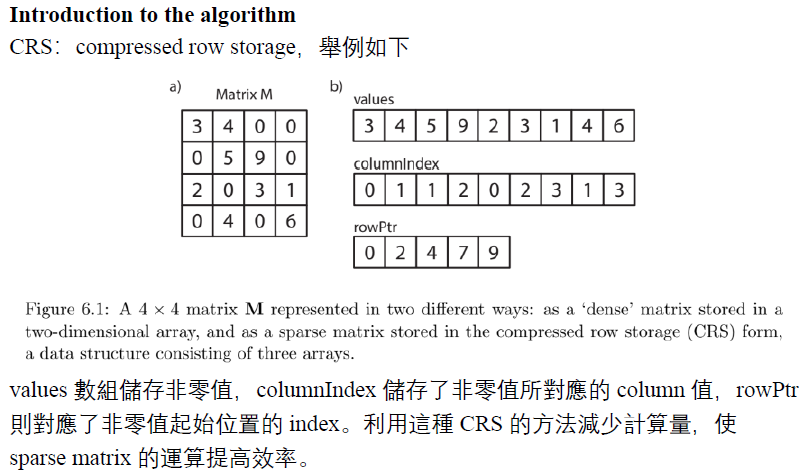 Introduction to the algorithm
CRS：compressed row storage，舉例如下
a)
Matrix M
3 4 0 0
0 5 9 0
2 0 3 1
0 4 0 6
b)
values
3 4 5 9 2 3 1 4 6
columnIndex
0 1 1 2 0 2 3 1 3
rowPtr
0 2 4 7 9
Figure 6.1: A 4 × 4 matrix M represented in two different ways: as a ‘dense’ matrix stored in a
two-dimensional array, and as a sparse matrix stored in the compressed row storage (CRS) form,
a data structure consisting of three arrays.
values 數組儲存非零值，columnIndex 儲存了非零值所對應的 column 值，rowPtr
則對應了非零值起始位置的 index。利用這種 CRS 的方法減少計算量，使
sparse matrix 的運算提高效率。